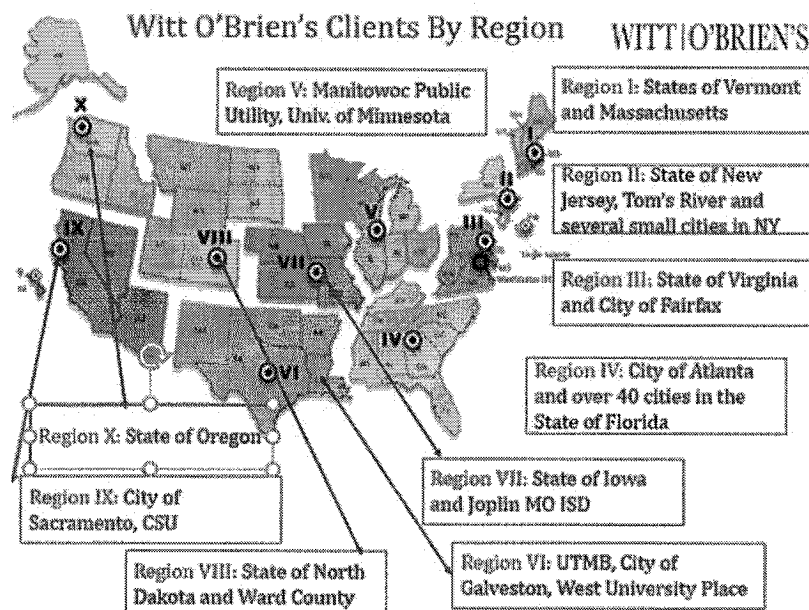 Witt O'Brien's Clients By Region
WITT|O'BRIEN'S
Region V: Manitowoc Public
Utility, Univ. of Minnesota
Region I: States of Vermont
and Massachusetts
Region II: State of New
Jersey, Tom's River and
several small cities in NY
Region III: State of Virginia
and City of Fairfax
Region IV: City of Atlanta
and over 40 cities in the
State of Florida
X
I
II
V
III
IX
VIII
VII
IV
VI
Region X: State of Oregon
Region IX: City of
Sacramento, CSU
Region VII: State of Iowa
and Joplin MO ISD
Region VIII: State of North
Dakota and Ward County
Region VI: UTMB, City of
Galveston, West University Place